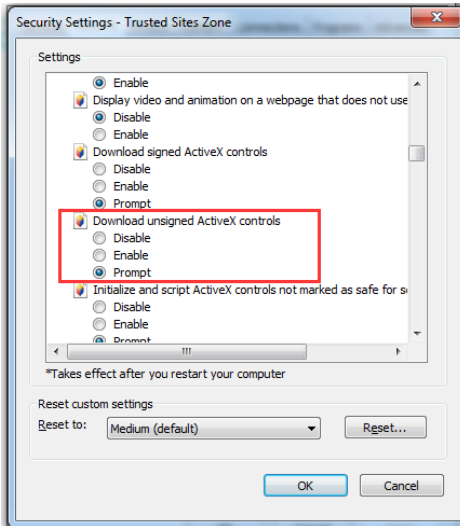 Security Settings - Trusted Sites Zone
Settings
Enable
Display video and animation on a webpage that does not use
Disable
Enable
Download signed ActiveX controls
Disable
Enable
Prompt
Download unsigned ActiveX controls
Disable
Enable
Prompt
Initialize and script ActiveX controls not marked as safe for
Disable
Enable
Prompt
*Takes effect after you restart your computer
Reset custom settings
Reset to:
Medium (default)
Reset...
OK
Cancel